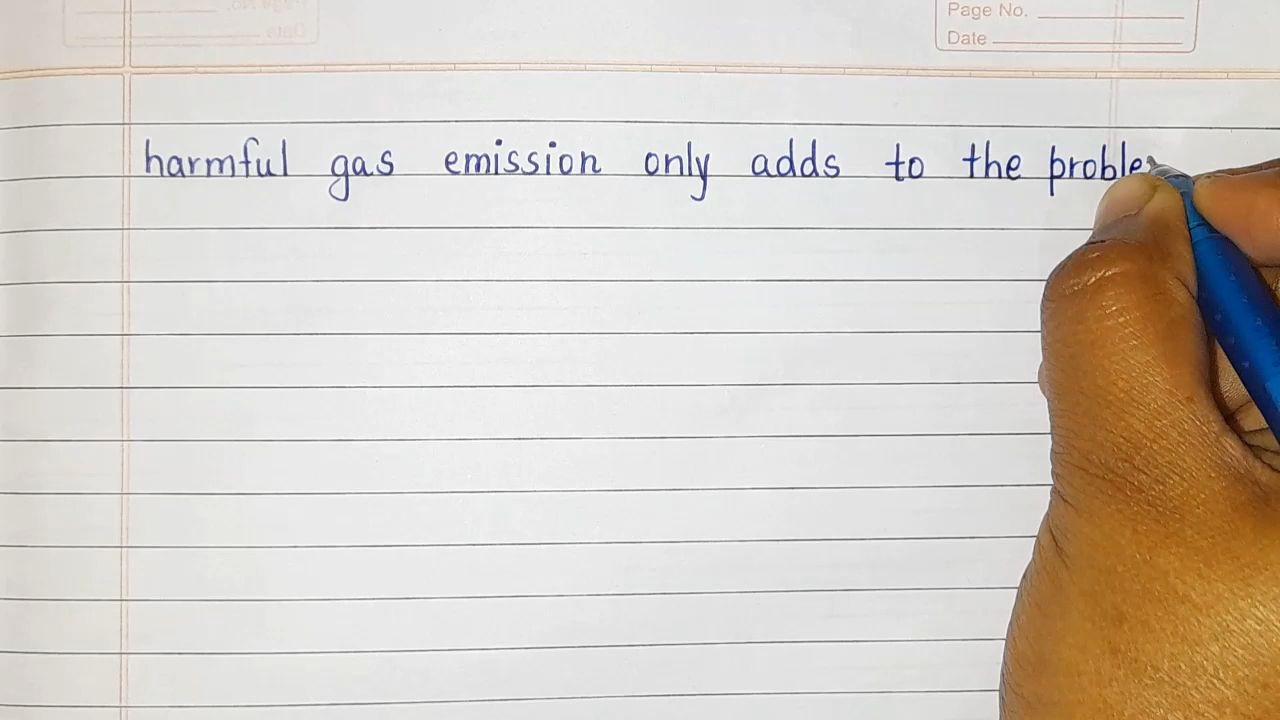 Page No.
Date
harmful gas emission only adds to the proble